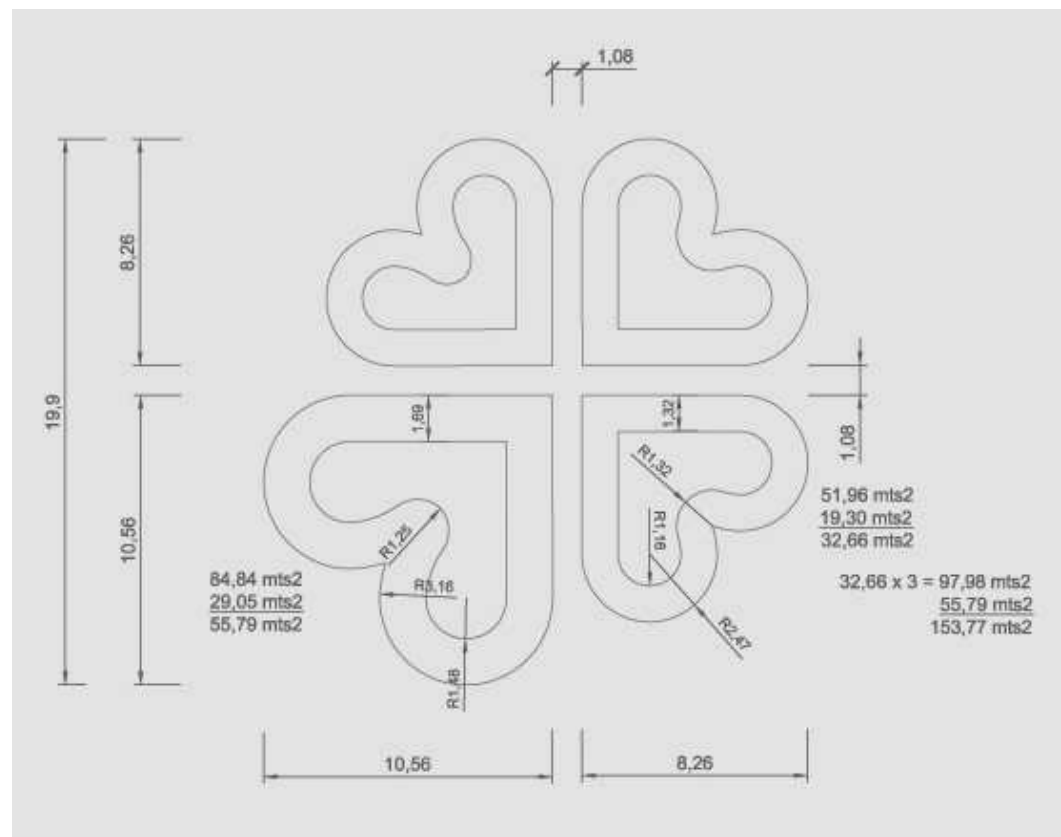 1,08
8,26
19,9
1,69
1,32
R1,32
1,08
R1,16
51,96 mts2
19,30 mts2
32,66 mts2
10,56
R1,25
84,84 mts2
29,05 mts2
55,79 mts2
R3,16
32,66 x 3 = 97,98 mts2
55,79 mts2
153,77 mts2
R2,47
R1,48
10,56
8,26